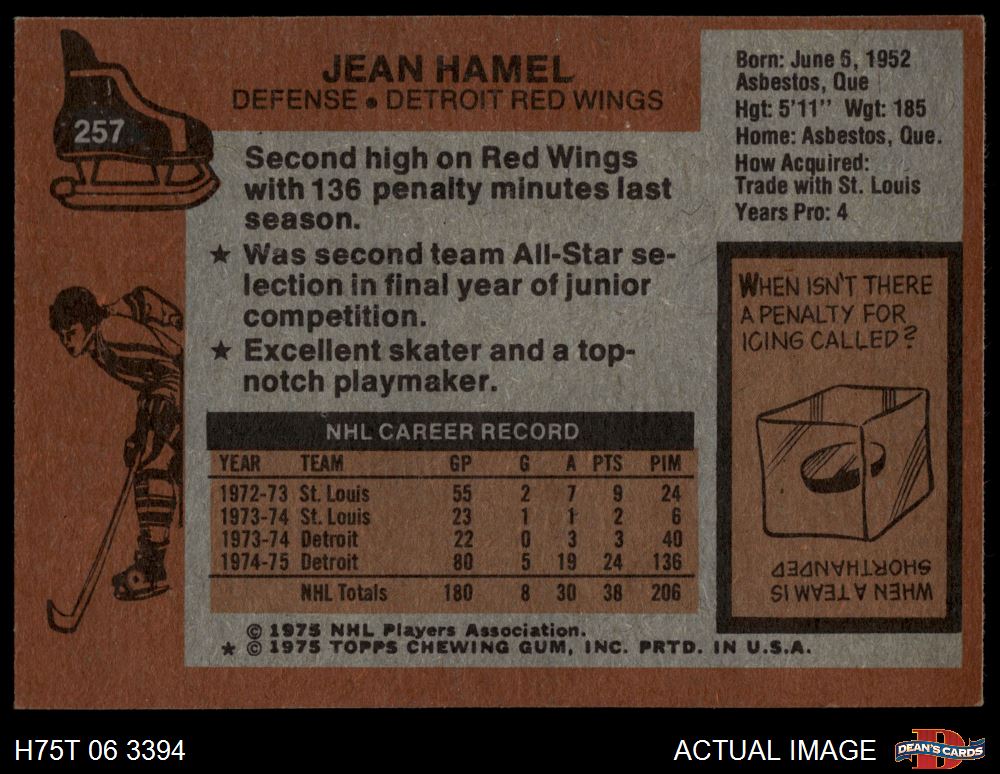 257
JEAN HAMEL
DEFENSE • DETROIT RED WINGS
Second high on Red Wings
with 136 penalty minutes last
season.
★ Was second team All-Star se-
lection in final year of junior
competition.
★ Excellent skater and a top-
notch playmaker.
NHL CAREER RECORD
YEAR TEAM GP G A PTS PIM
1972-73 St. Louis 55 2 7 9 24
1973-74 St. Louis 23 1 1 2 6
1973-74 Detroit 22 0 3 3 40
1974-75 Detroit 80 5 19 24 136
NHL Totals 180 8 30 38 206
© 1975 NHL Players Association.
★ © 1975 TOPPS CHEWING GUM, INC. PRTD. IN U.S.A.
Born: June 6, 1952
Asbestos, Que
Hgt: 5'11" Wgt: 185
Home: Asbestos, Que.
How Acquired:
Trade with St. Louis
Years Pro: 4
WHEN ISN'T THERE
A PENALTY FOR
ICING CALLED?
WHEN A TEAM IS
SHORTHANDED
H75T 06 3394
ACTUAL IMAGE
D
DEAN'S CARDS